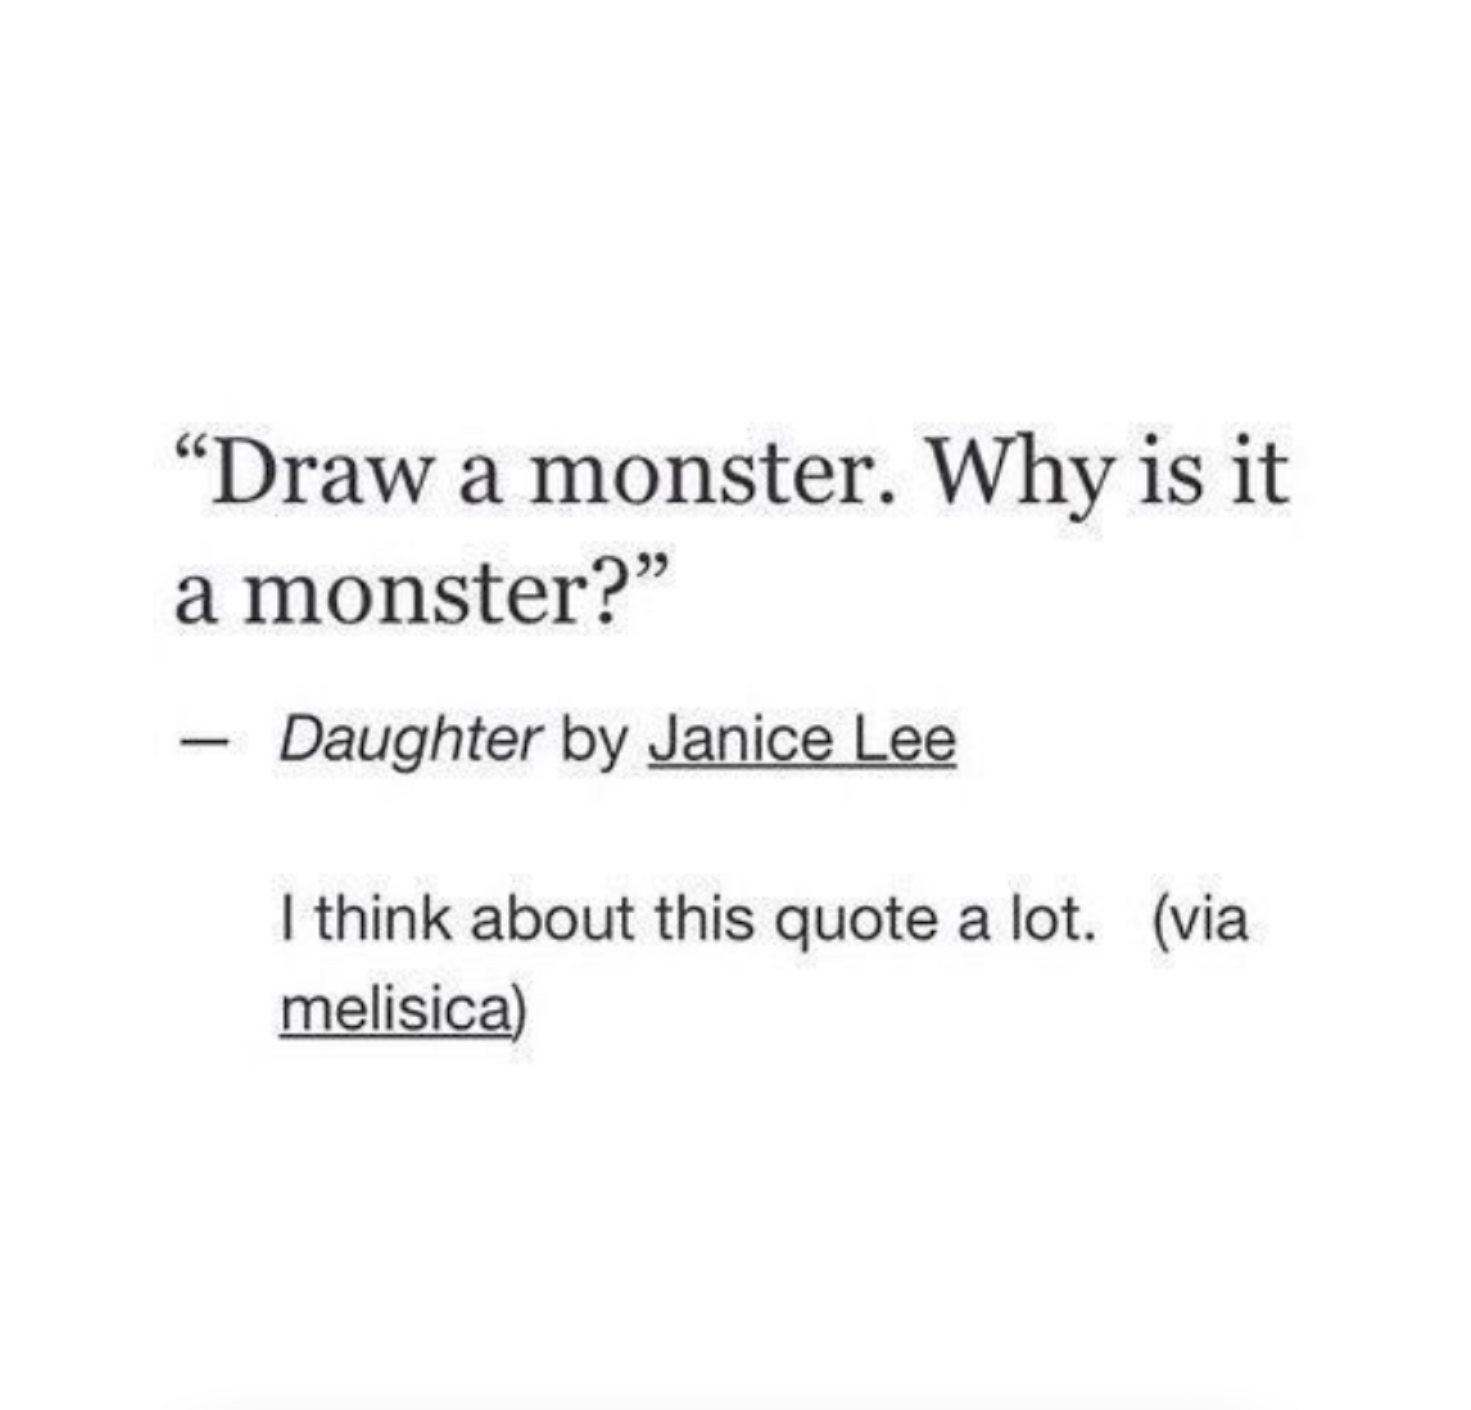 “Draw a monster. Why is it
a monster?”
— Daughter by Janice Lee
I think about this quote a lot. (via
melisica)